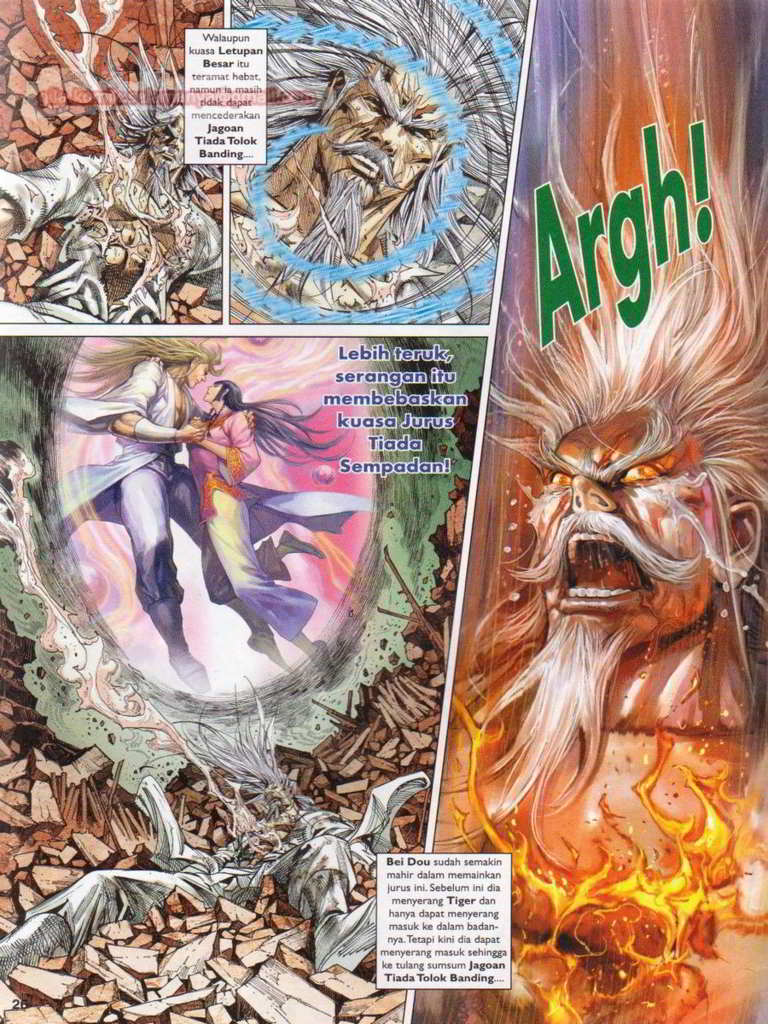 Walaupun
kuasa Letupan
Besar itu
teramat hebat,
namun ia masih
tidak dapat
mencederakan
Jagoan
Tiada Tolok
Banding....
Argh!
Lebih teruk,
serangan itu
membebaskan
kuasa Jurus
Tiada
Sempadan!
Bei Dou sudah semakin
mahir dalam memainkan
jurus ini. Sebelum ini dia
menyerang Tiger dan
hanya dapat menyerang
masuk ke dalam badan-
nya. Tetapi kini dia dapat
menyerang masuk sehingga
ke tulang sumsum Jagoan
Tiada Tolok Banding....